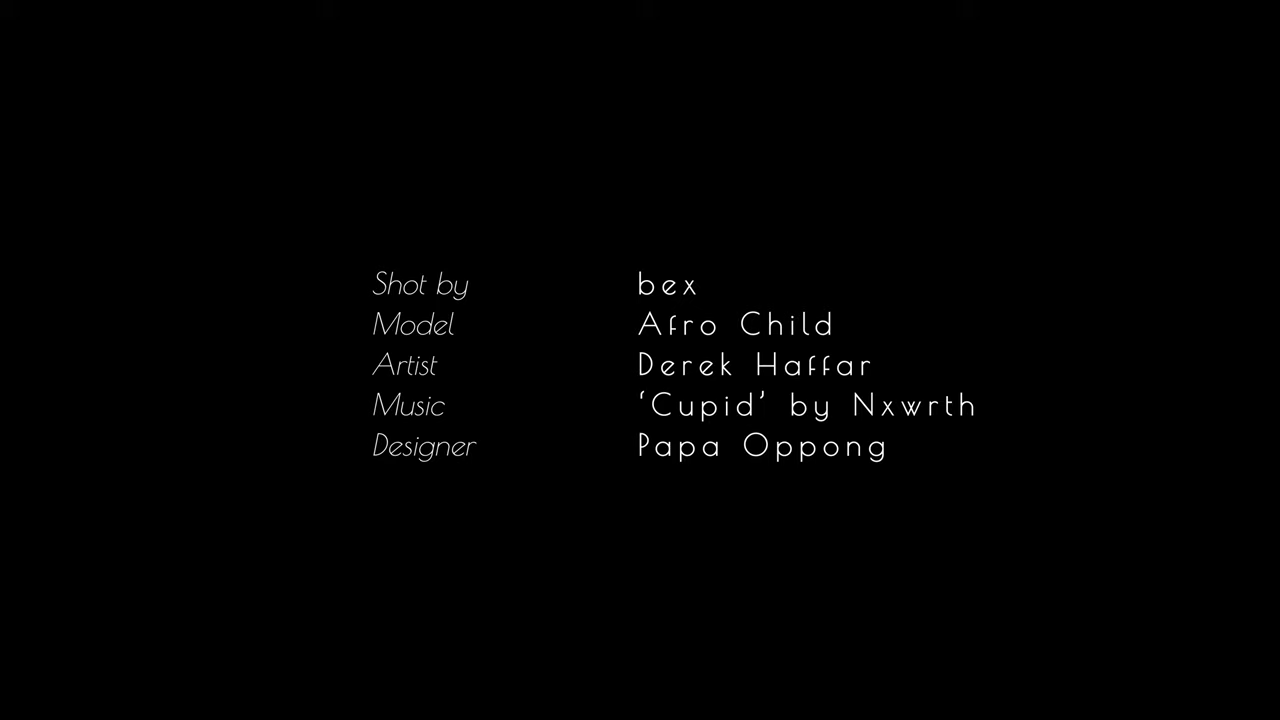 Shot by bex
Model Afro Child
Artist Derek Haffar
Music ‘Cupid’ by Nxwrth
Designer Papa Oppong